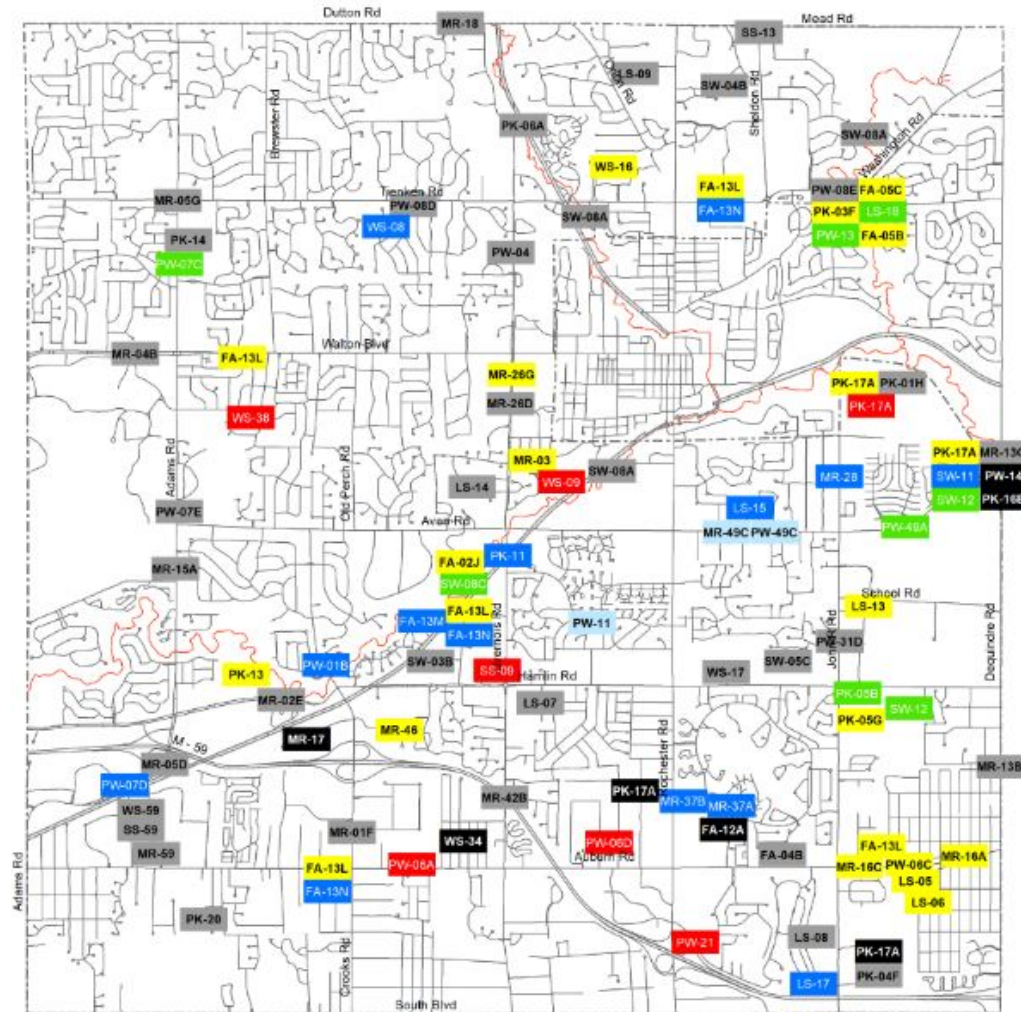 Dutton Rd
MR-18
Mead Rd
SS-13
LS-09
Orion Rd
SW-04B
Sheldon Rd
Brewster Rd
PK-06A
SW-08A
Washington Rd
WS-16
FA-13L
PW-08E FA-05C
Tienken Rd
MR-05G
PW-08D
FA-13N
PK-03F LS-18
SW-08A
WS-08
PW-13 FA-05B
PK-14
PW-04
PW-07C
Walton Blvd
MR-04B
FA-13L
MR-26G
PK-17A PK-01H
MR-26D
PK-17A
WS-38
Adams Rd
Old Perch Rd
MR-03
SW-08A
PK-17A MR-13C
LS-14
WS-09
MR-28
SW-11 PW-14
SW-12 PK-16B
PW-07E
LS-15
Avon Rd
MR-49C PW-49C
PW-49A
PK-11
FA-02J
MR-15A
SW-08C
School Rd
LS-13
FA-13L
FA-13M
PW-11
FA-13N
Livernois Rd
John R Rd
Dequindre Rd
PW-31D
PW-01B
SW-03B
SW-05C
PK-13
SS-09
WS-17
Hamlin Rd
MR-02E
LS-07
PK-05B
SW-12
PK-05G
MR-46
MR-17
M - 59
MR-05D
MR-13B
PW-07D
PK-17A
Rochester Rd
MR-42B
MR-37B
MR-37A
WS-59
SS-59
MR-01F
WS-34
PW-06D
FA-12A
MR-59
Auburn Rd
FA-04B
FA-13L
MR-16A
FA-13L
PW-06A
MR-16C PW-06C
LS-05
FA-13N
LS-06
Adams Rd
PK-20
Crooks Rd
PW-21
LS-08
PK-17A
PK-04F
LS-17
South Blvd